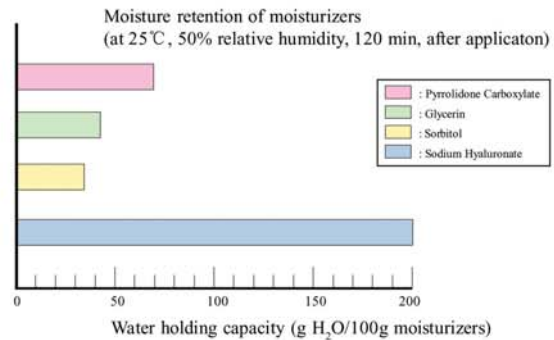 Moisture retention of moisturizers
(at 25℃, 50% relative humidity, 120 min, after applicaton)
: Pyrrolidone Carboxylate
: Glycerin
: Sorbitol
: Sodium Hyaluronate
0 50 100 150 200
Water holding capacity (g H₂O/100g moisturizers)